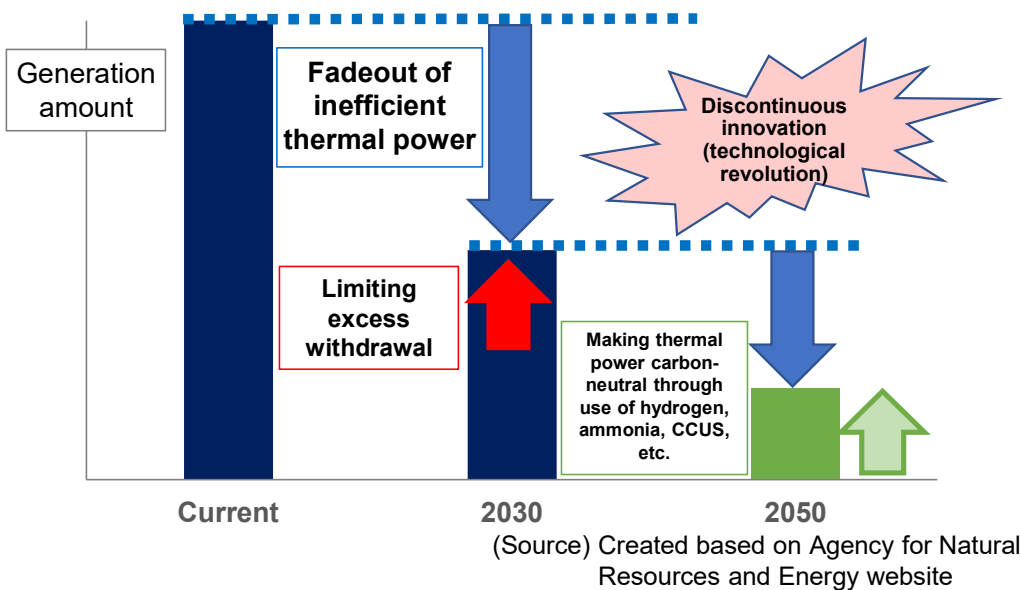 Generation
amount
Fadeout of
inefficient
thermal power
Discontinuous
innovation
(technological
revolution)
Limiting
excess
withdrawal
Making thermal
power carbon-
neutral through
use of hydrogen,
ammonia, CCUS,
etc.
Current
2030
2050
(Source) Created based on Agency for Natural
Resources and Energy website